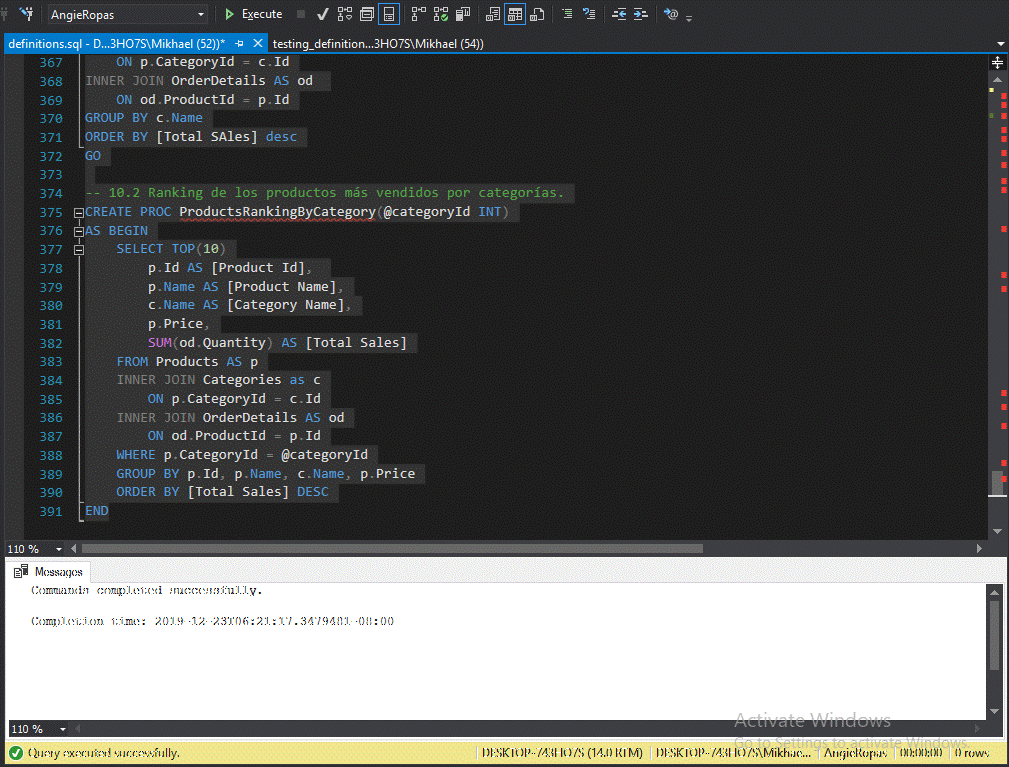 AngieRopas
Execute
definitions.sql - D...3HO7S\Mikhael (52))*
testing_definition...3HO7S\Mikhael (54))
367 ON p.CategoryId = c.Id
368 INNER JOIN OrderDetails AS od
369 ON od.ProductId = p.Id
370 GROUP BY c.Name
371 ORDER BY [Total SAles] desc
372 GO
373
374 -- 10.2 Ranking de los productos más vendidos por categorías.
375 CREATE PROC ProductsRankingByCategory(@categoryId INT)
376 AS BEGIN
377 SELECT TOP(10)
378 p.Id AS [Product Id],
379 p.Name AS [Product Name],
380 c.Name AS [Category Name],
381 p.Price,
382 SUM(od.Quantity) AS [Total Sales]
383 FROM Products AS p
384 INNER JOIN Categories as c
385 ON p.CategoryId = c.Id
386 INNER JOIN OrderDetails AS od
387 ON od.ProductId = p.Id
388 WHERE p.CategoryId = @categoryId
389 GROUP BY p.Id, p.Name, c.Name, p.Price
390 ORDER BY [Total Sales] DESC
391 END
110 %
Messages
Commands completed successfully.
Completion time: 2019-12-23T06:21:17.3479481-08:00
110 %
Activate Windows
Go to Settings to activate Windows.
Query executed successfully.
DESKTOP-743HO7S (14.0 RTM)
DESKTOP-743HO7S\Mikhae...
AngieRopas
00:00:00
0 rows